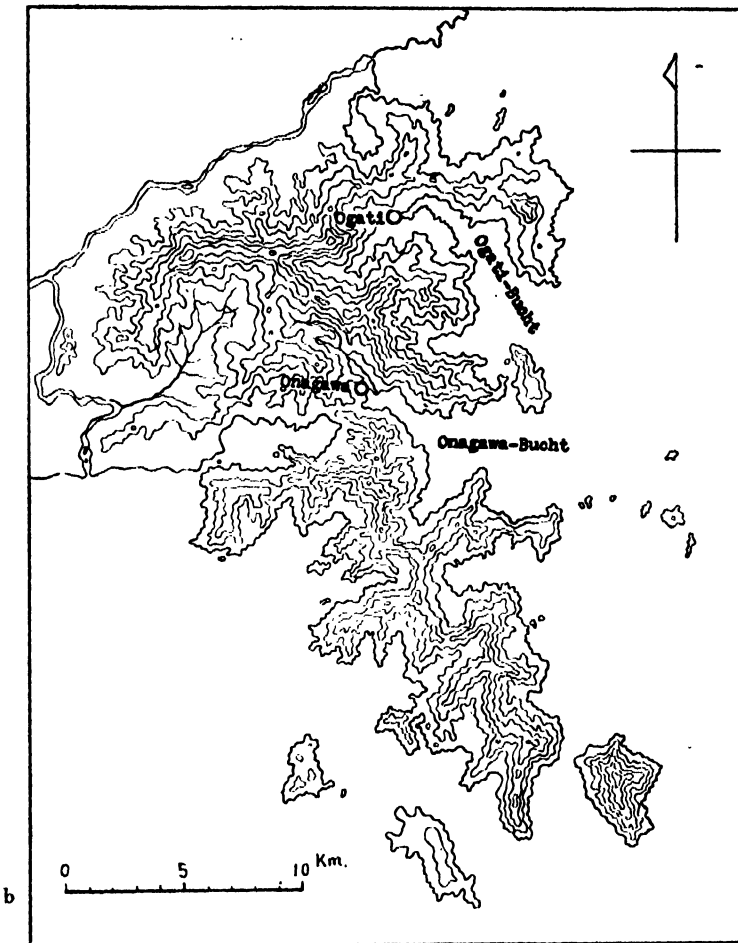 Ogati
Ogati-Bucht
Onagawa
Onagawa-Bucht
0 5 10 Km.
b